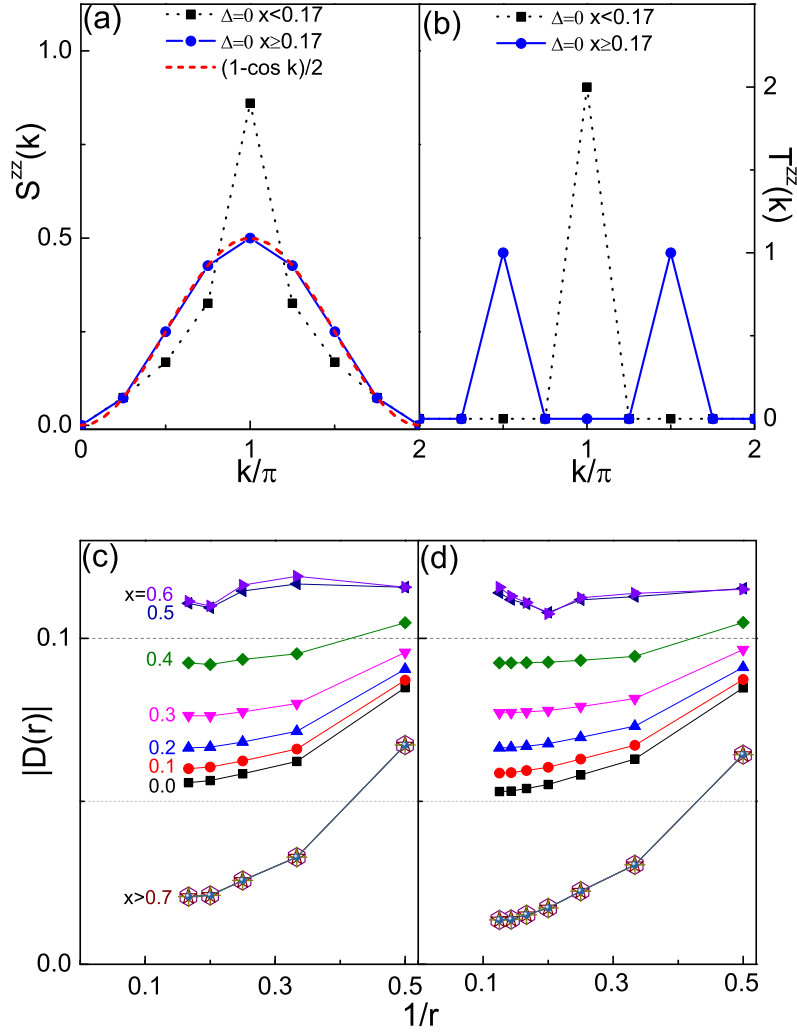 (a)
Δ=0 x<0.17
Δ=0 x≥0.17
(1-cos k)/2
(b)
Δ=0 x<0.17
Δ=0 x≥0.17
1.0
0.5
0.0
S^zz(k)
0
1
2
k/π
2
1
0
T^zz(k)
1
2
k/π
(c)
x=0.6
0.5
0.4
0.3
0.2
0.1
0.0
x>0.7
(d)
0.1
0.0
|D(r)|
0.1
0.3
0.5
0.1
0.3
0.5
1/r